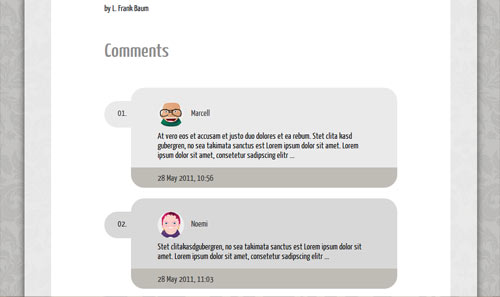 by L. Frank Baum
Comments
01.
Marcell
At vero eos et accusam et justo duo dolores et ea rebum. Stet clita kasd
gubergren, no sea takimata sanctus est Lorem ipsum dolor sit amet. Lorem
ipsum dolor sit amet, consetetur sadipscing elitr ...
28 May 2011, 10:56
02.
Noemi
Stet clitakasdgubergren, no sea takimata sanctus est Lorem ipsum dolor sit
amet. Lorem ipsum dolor sit amet, consetetur sadipscing elitr ...
28 May 2011, 11:03